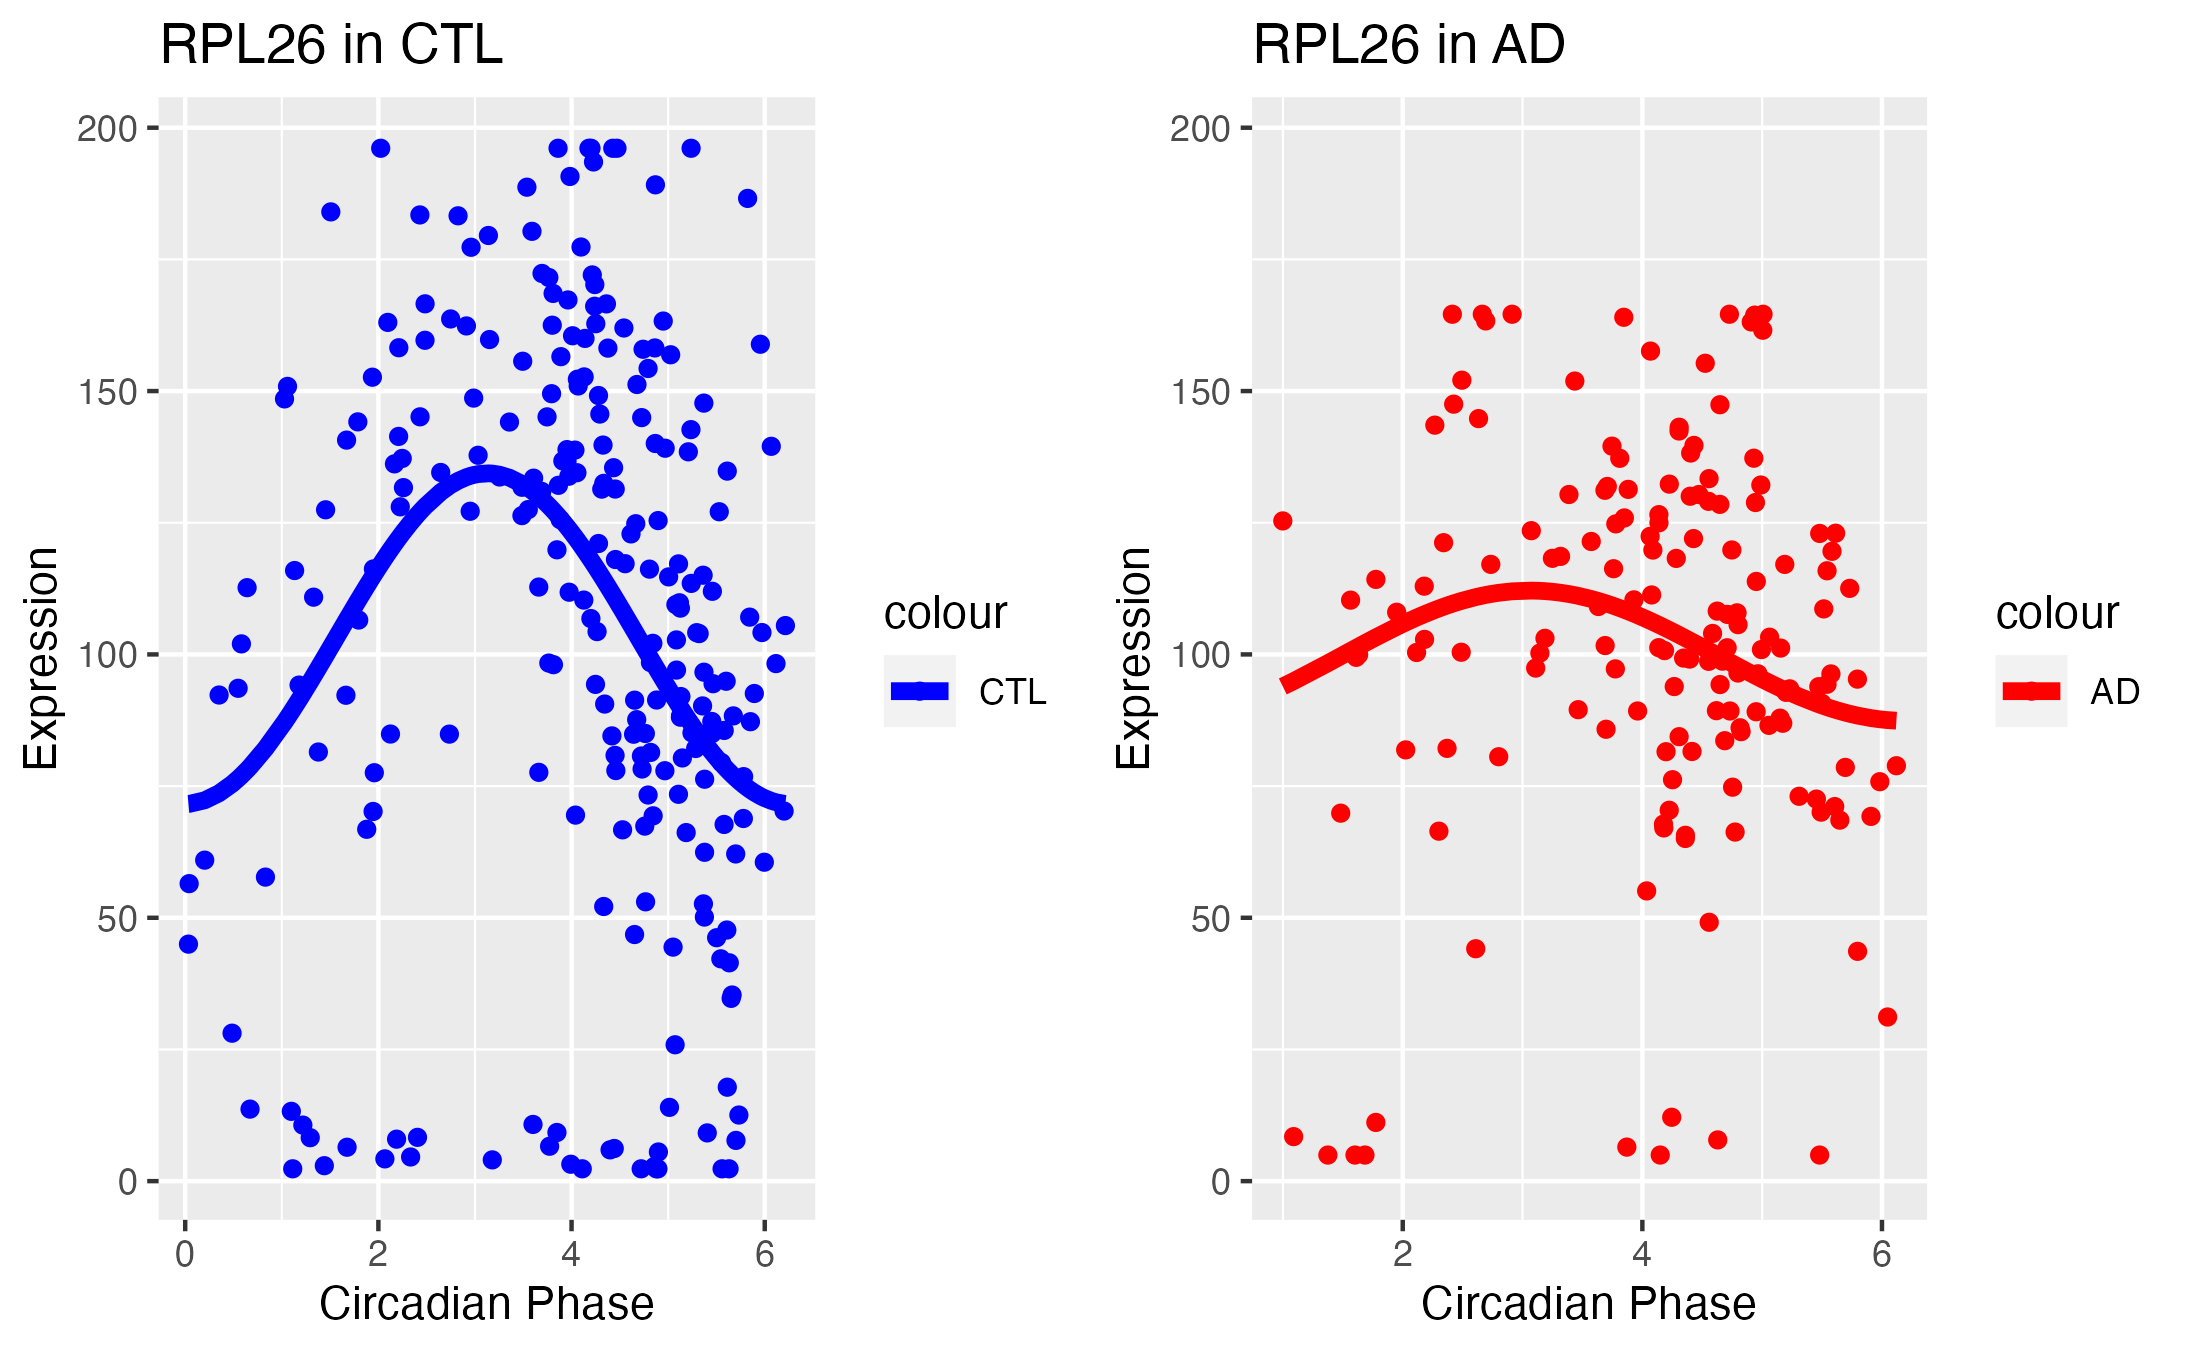 RPL26 in CTL
200
150
100
50
0
Expression
0 2 4 6
Circadian Phase
colour
CTL
RPL26 in AD
200
150
100
50
0
Expression
2 4 6
Circadian Phase
colour
AD